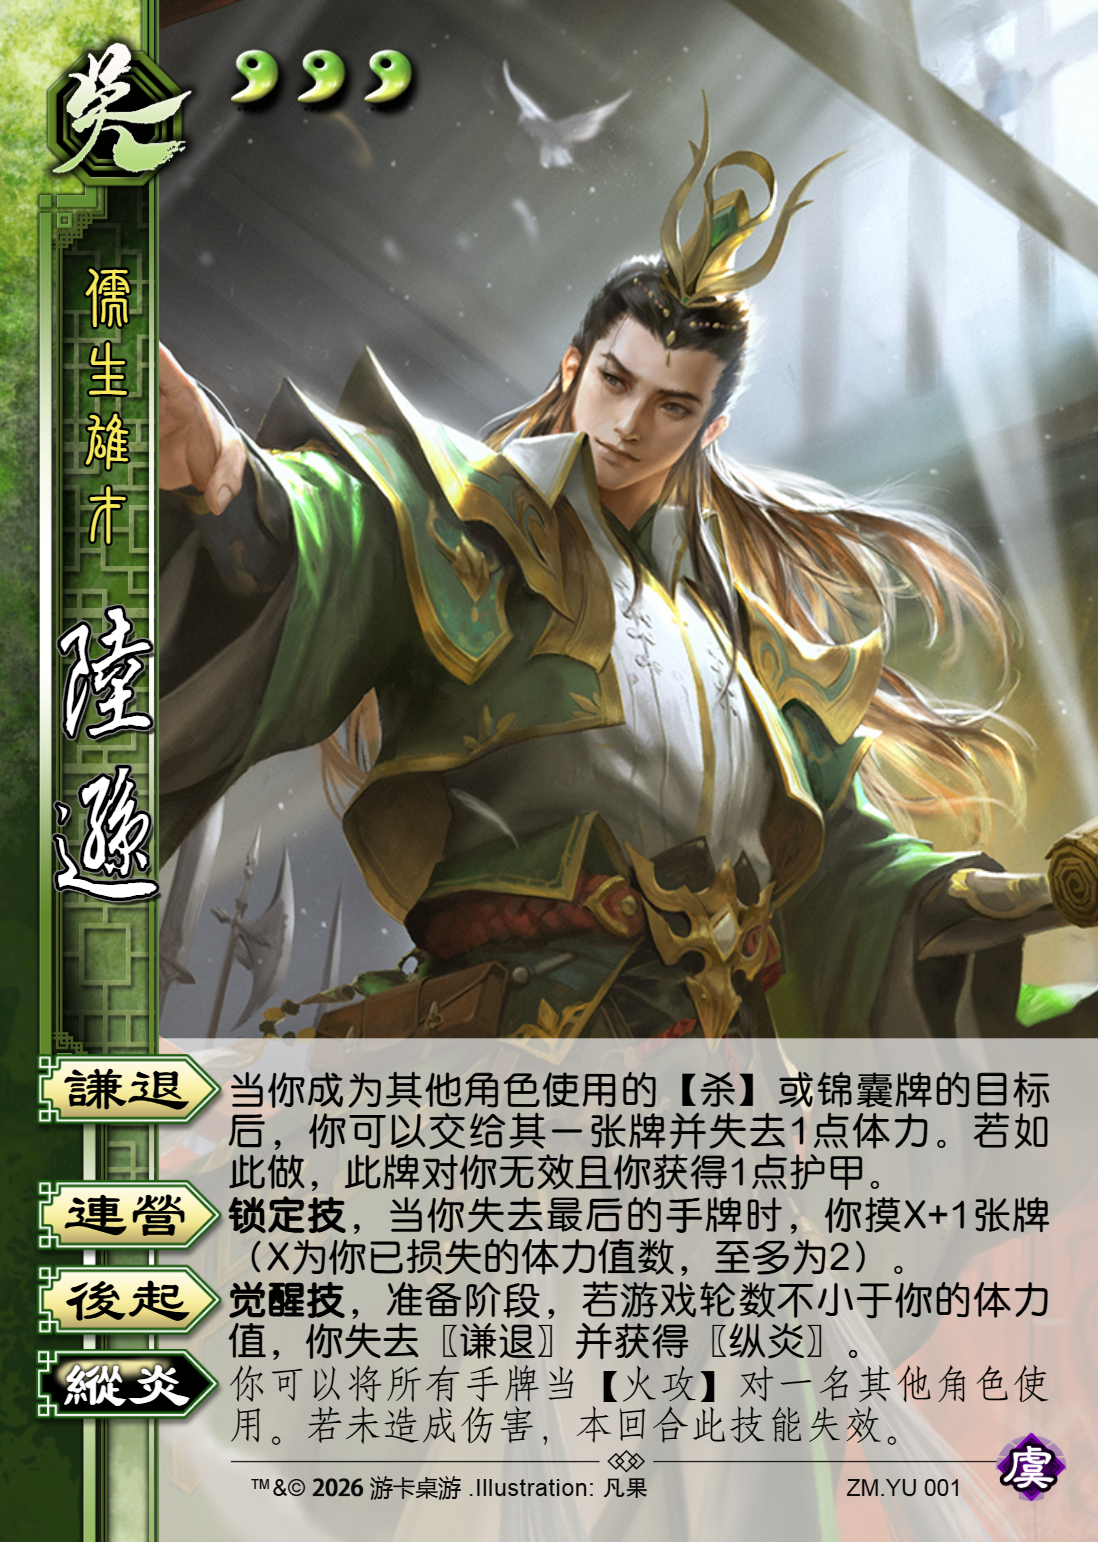 吴
儒生雄才
陸遜
謙退
当你成为其他角色使用的【杀】或锦囊牌的目标
后，你可以交给其一张牌并失去1点体力。若如
此做，此牌对你无效且你获得1点护甲。
連營
锁定技，当你失去最后的手牌时，你摸X+1张牌
（X为你已损失的体力值数，至多为2）。
後起
觉醒技，准备阶段，若游戏轮数不小于你的体力
值，你失去〖谦退〗并获得〖纵炎〗。
縱炎
你可以将所有手牌当【火攻】对一名其他角色使
用。若未造成伤害，本回合此技能失效。
™&© 2026 游卡桌游 .Illustration: 凡果
ZM.YU 001
虞